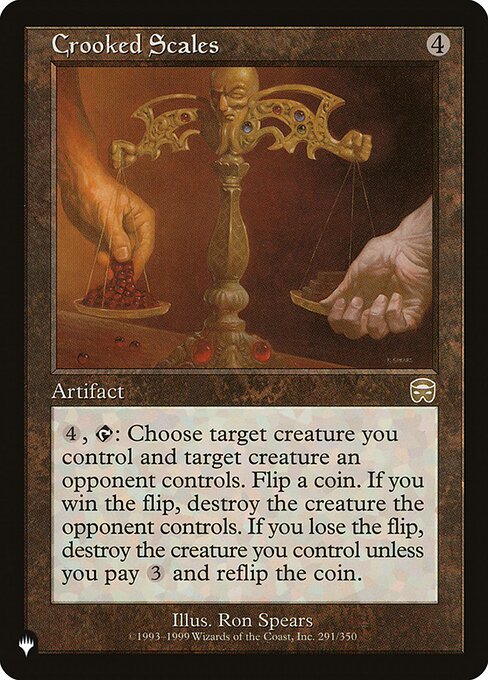 Crooked Scales 4
R. SPEARS
Artifact
4, T: Choose target creature you
control and target creature an
opponent controls. Flip a coin. If you
win the flip, destroy the creature the
opponent controls. If you lose the flip,
destroy the creature you control unless
you pay 3 and reflip the coin.
Illus. Ron Spears
©1993–1999 Wizards of the Coast, Inc. 291/350